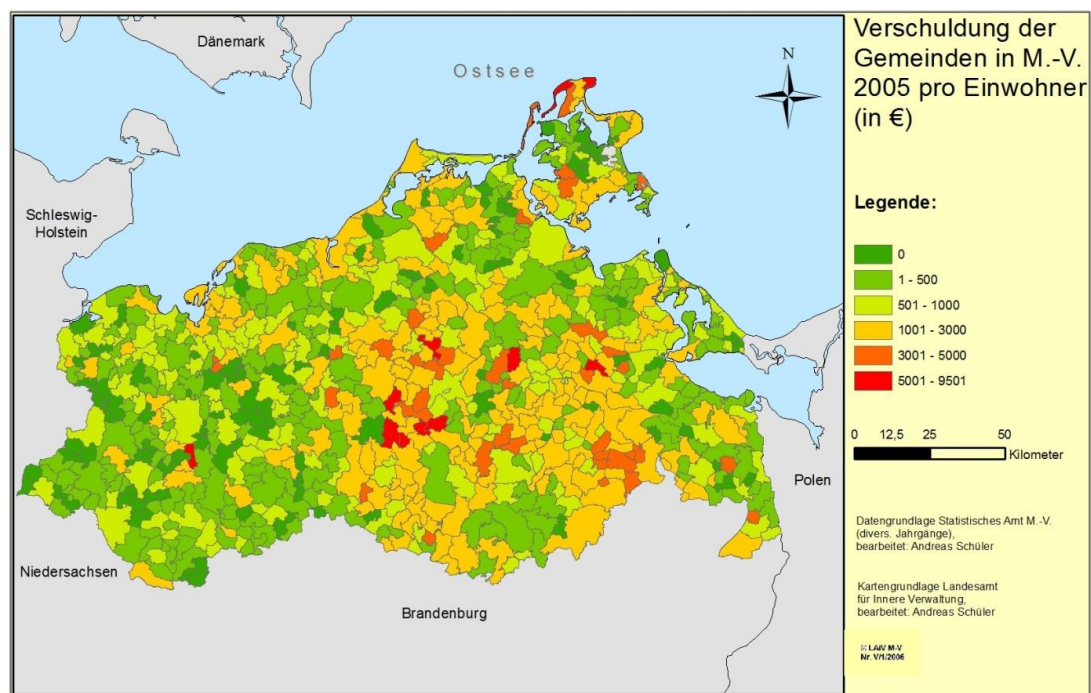 Verschuldung der
Gemeinden in M.-V.
2005 pro Einwohner
(in €)
Dänemark
Ostsee
N
Schleswig-
Holstein
Niedersachsen
Brandenburg
Polen
Legende:
0
1 - 500
501 - 1000
1001 - 3000
3001 - 5000
5001 - 9501
0 12,5 25 50
Kilometer
Datengrundlage Statistisches Amt M.-V.
(divers. Jahrgänge),
bearbeitet: Andreas Schüler
Kartengrundlage Landesamt
für Innere Verwaltung,
bearbeitet: Andreas Schüler
© LAiV M-V
Nr. V/1/2006